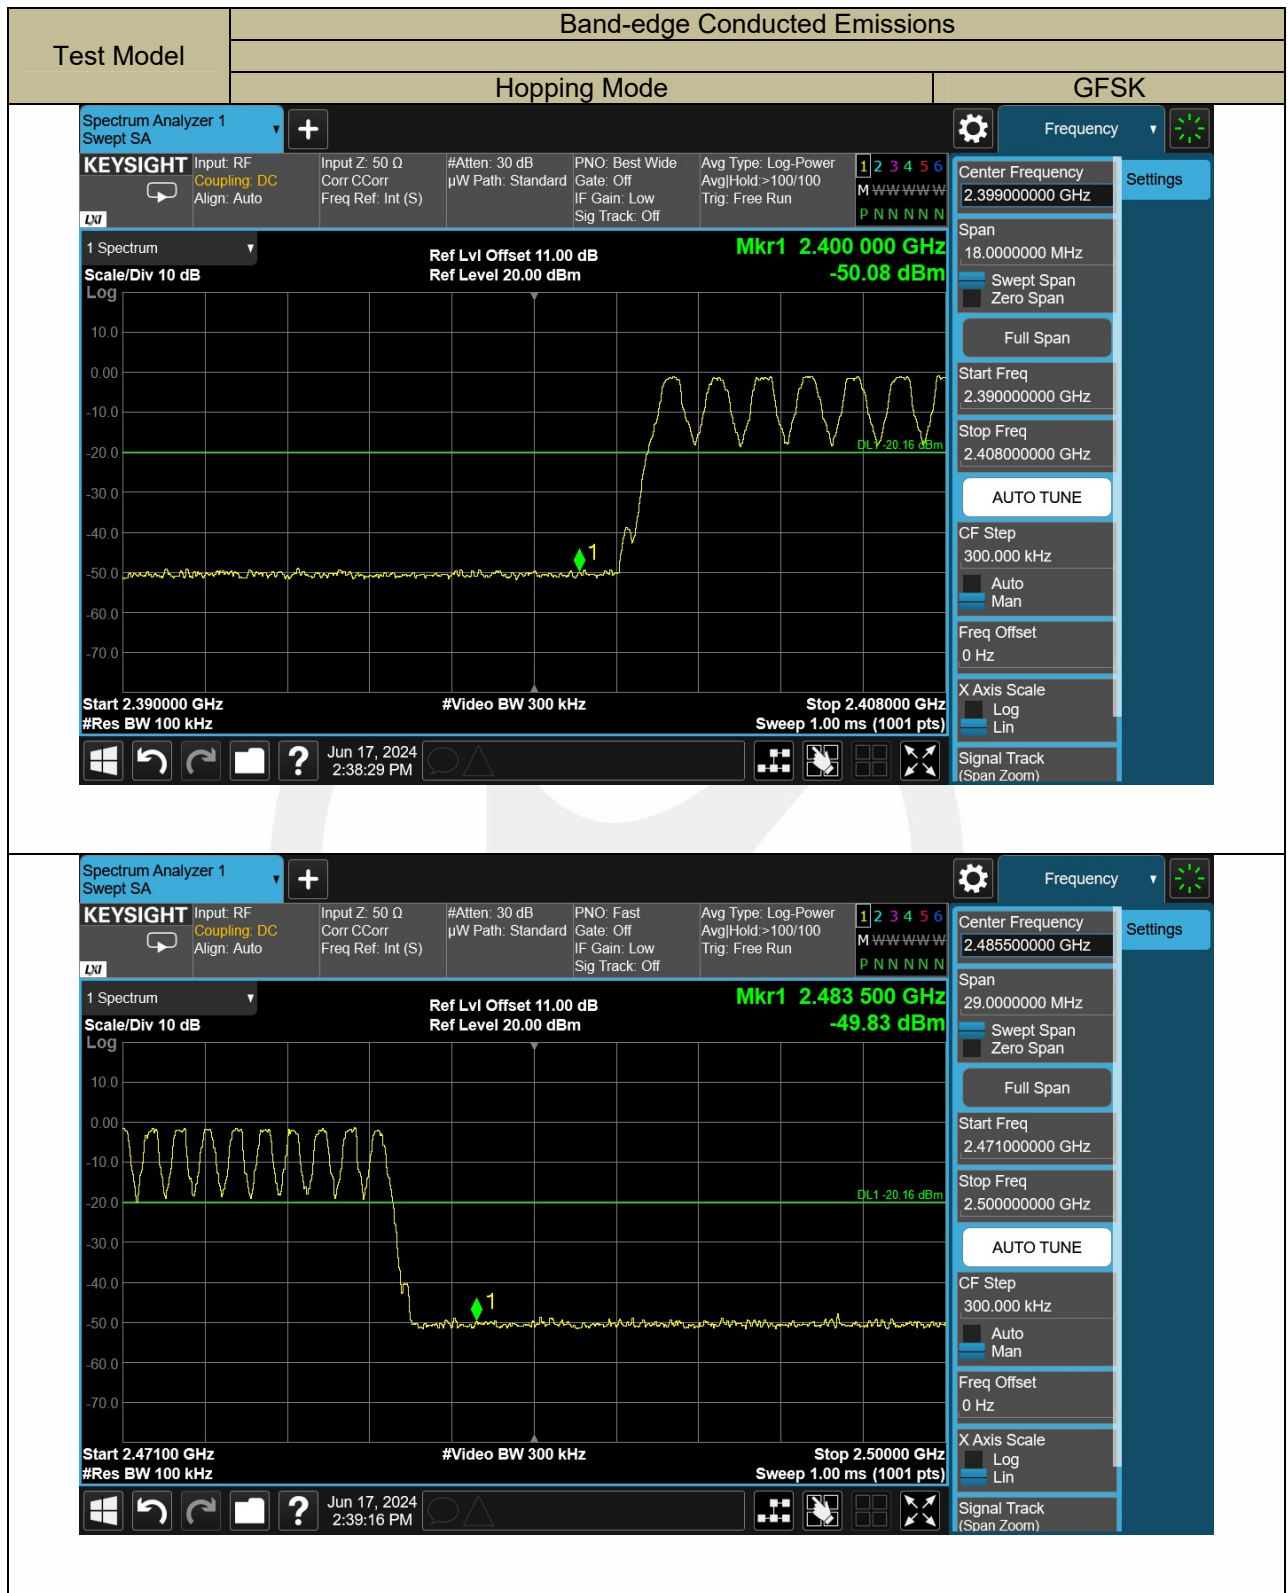 Band-edge Conducted Emissions
Test Model
Hopping Mode GFSK
Spectrum Analyzer 1
Swept SA
+
Frequency
KEYSIGHT Input: RF Input Z: 50 Ω #Atten: 30 dB PNO: Best Wide Avg Type: Log-Power 1 2 3 4 5 6
Coupling: DC Corr CCorr µW Path: Standard Gate: Off Avg|Hold:>100/100 M W W W W W
Align: Auto Freq Ref: Int (S) IF Gain: Low Trig: Free Run
LXI Sig Track: Off P N N N N N
1 Spectrum Ref Lvl Offset 11.00 dB Mkr1 2.400 000 GHz
Scale/Div 10 dB Ref Level 20.00 dBm -50.08 dBm
Log
10.0
0.00
-10.0
DL1 -20.16 dBm
-20.0
-30.0
-40.0
1
-50.0
-60.0
-70.0
Start 2.390000 GHz #Video BW 300 kHz Stop 2.408000 GHz
#Res BW 100 kHz Sweep 1.00 ms (1001 pts)
? Jun 17, 2024
2:38:29 PM
Center Frequency
2.399000000 GHz
Settings
Span
18.0000000 MHz
Swept Span
Zero Span
Full Span
Start Freq
2.390000000 GHz
Stop Freq
2.408000000 GHz
AUTO TUNE
CF Step
300.000 kHz
Auto
Man
Freq Offset
0 Hz
X Axis Scale
Log
Lin
Signal Track
(Span Zoom)
Spectrum Analyzer 1
Swept SA
+
Frequency
KEYSIGHT Input: RF Input Z: 50 Ω #Atten: 30 dB PNO: Fast Avg Type: Log-Power 1 2 3 4 5 6
Coupling: DC Corr CCorr µW Path: Standard Gate: Off Avg|Hold:>100/100 M W W W W W
Align: Auto Freq Ref: Int (S) IF Gain: Low Trig: Free Run
LXI Sig Track: Off P N N N N N
1 Spectrum Ref Lvl Offset 11.00 dB Mkr1 2.483 500 GHz
Scale/Div 10 dB Ref Level 20.00 dBm -49.83 dBm
Log
10.0
0.00
-10.0
DL1 -20.16 dBm
-20.0
-30.0
-40.0
1
-50.0
-60.0
-70.0
Start 2.47100 GHz #Video BW 300 kHz Stop 2.50000 GHz
#Res BW 100 kHz Sweep 1.00 ms (1001 pts)
? Jun 17, 2024
2:39:16 PM
Center Frequency
2.485500000 GHz
Settings
Span
29.0000000 MHz
Swept Span
Zero Span
Full Span
Start Freq
2.471000000 GHz
Stop Freq
2.500000000 GHz
AUTO TUNE
CF Step
300.000 kHz
Auto
Man
Freq Offset
0 Hz
X Axis Scale
Log
Lin
Signal Track
(Span Zoom)